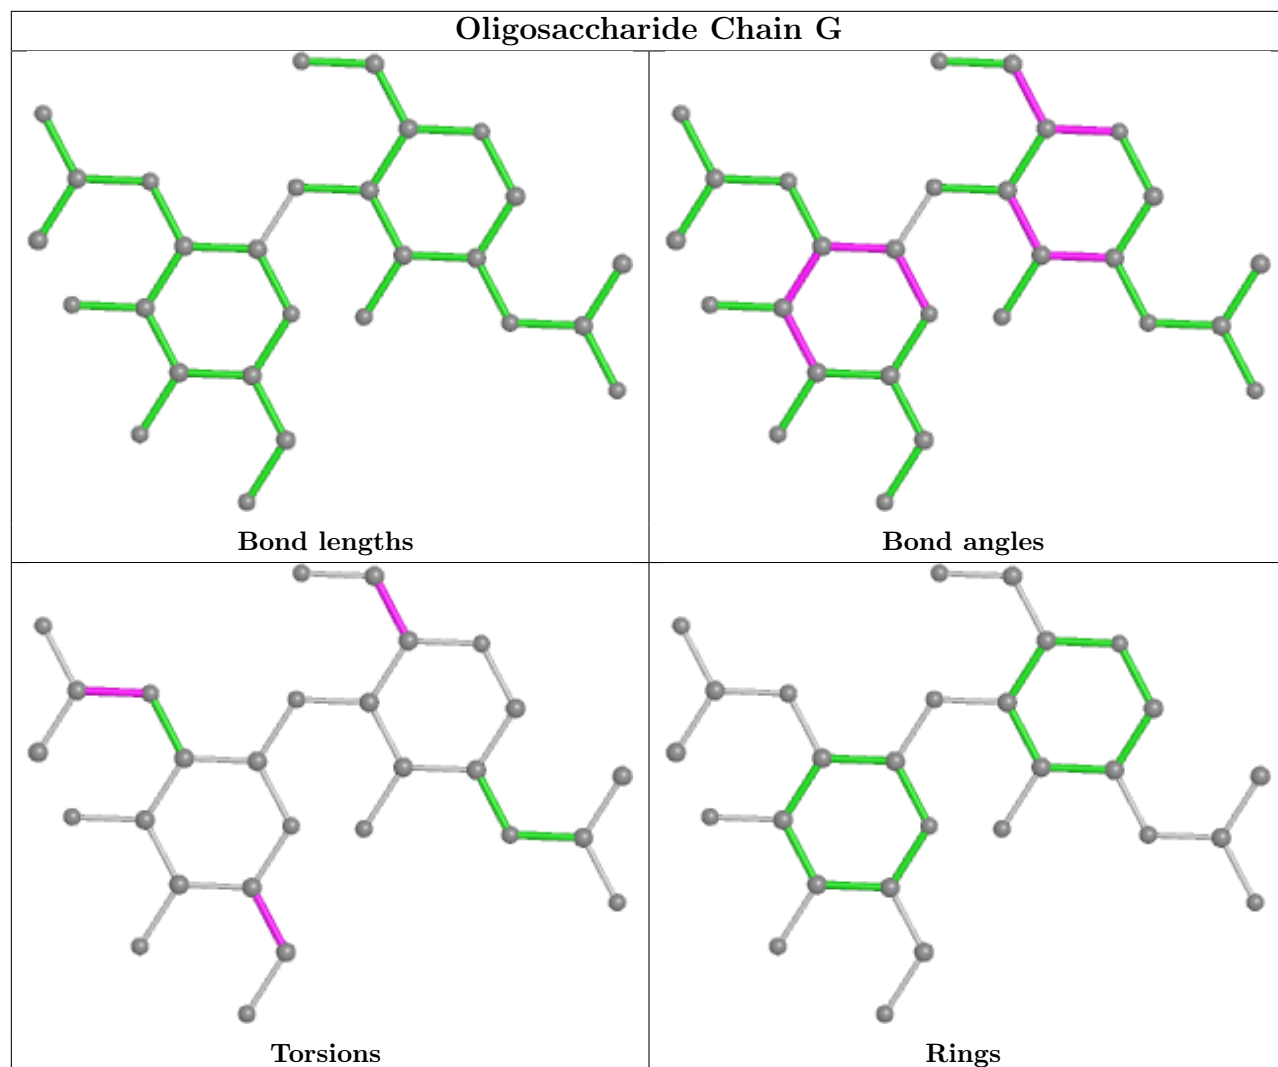 Oligosaccharide Chain G
Bond lengths
Bond angles
Torsions
Rings